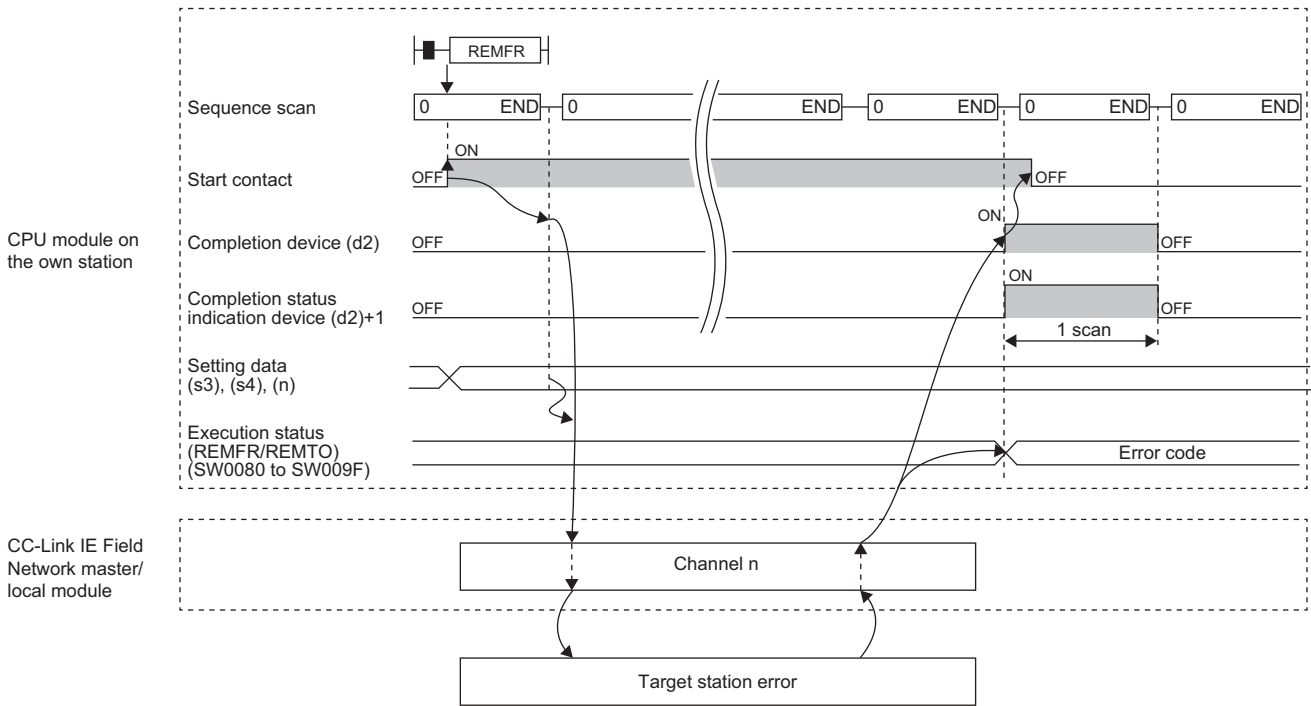 REMFR
Sequence scan
0 END 0 END 0 END 0 END 0 END
ON
Start contact
OFF OFF
CPU module on
the own station
ON
Completion device (d2)
OFF OFF
ON
Completion status
indication device (d2)+1
OFF OFF
1 scan
Setting data
(s3), (s4), (n)
Execution status
(REMFR/REMTO)
(SW0080 to SW009F)
Error code
CC-Link IE Field
Network master/
local module
Channel n
Target station error